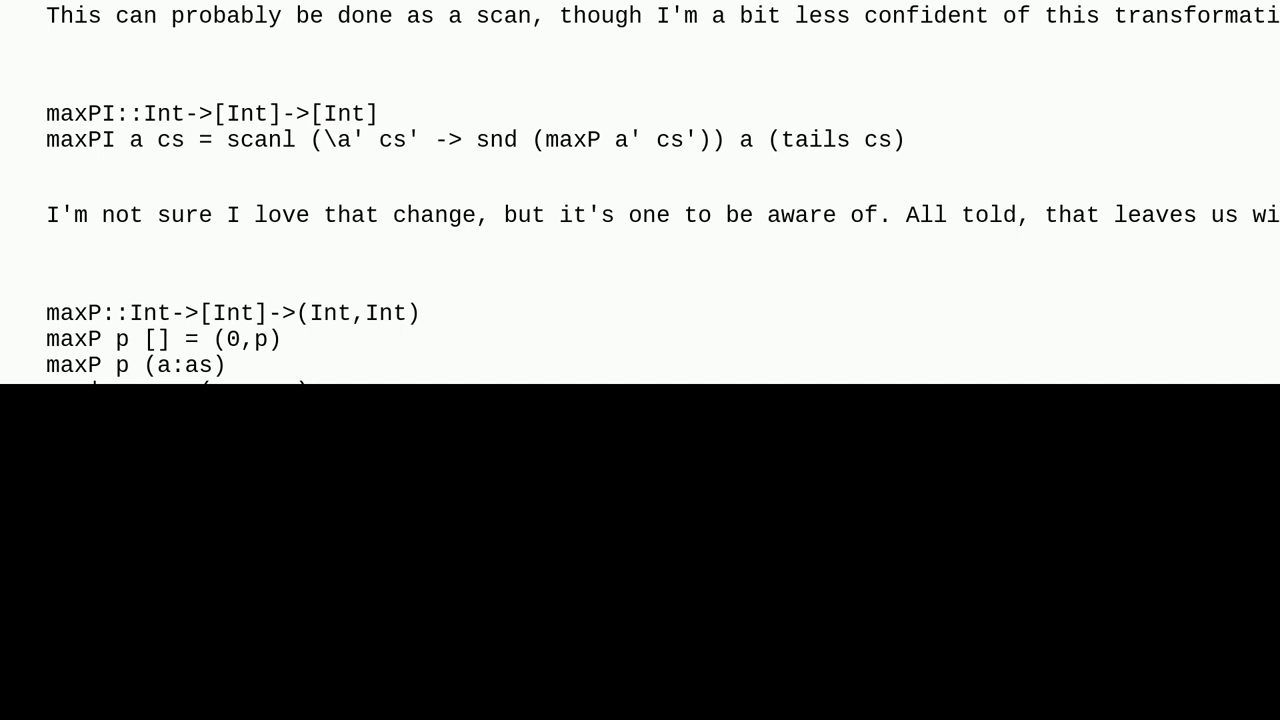 This can probably be done as a scan, though I'm a bit less confident of this
maxPI::Int->[Int]->[Int]
maxPI a cs = scanl (\a' cs' -> snd (maxP a' cs')) a (tails cs)
I'm not sure I love that change, but it's one to be aware of. All told, that leaves us
maxP::Int->[Int]->(Int,Int)
maxP p [] = (0,p)
maxP p (a:as)